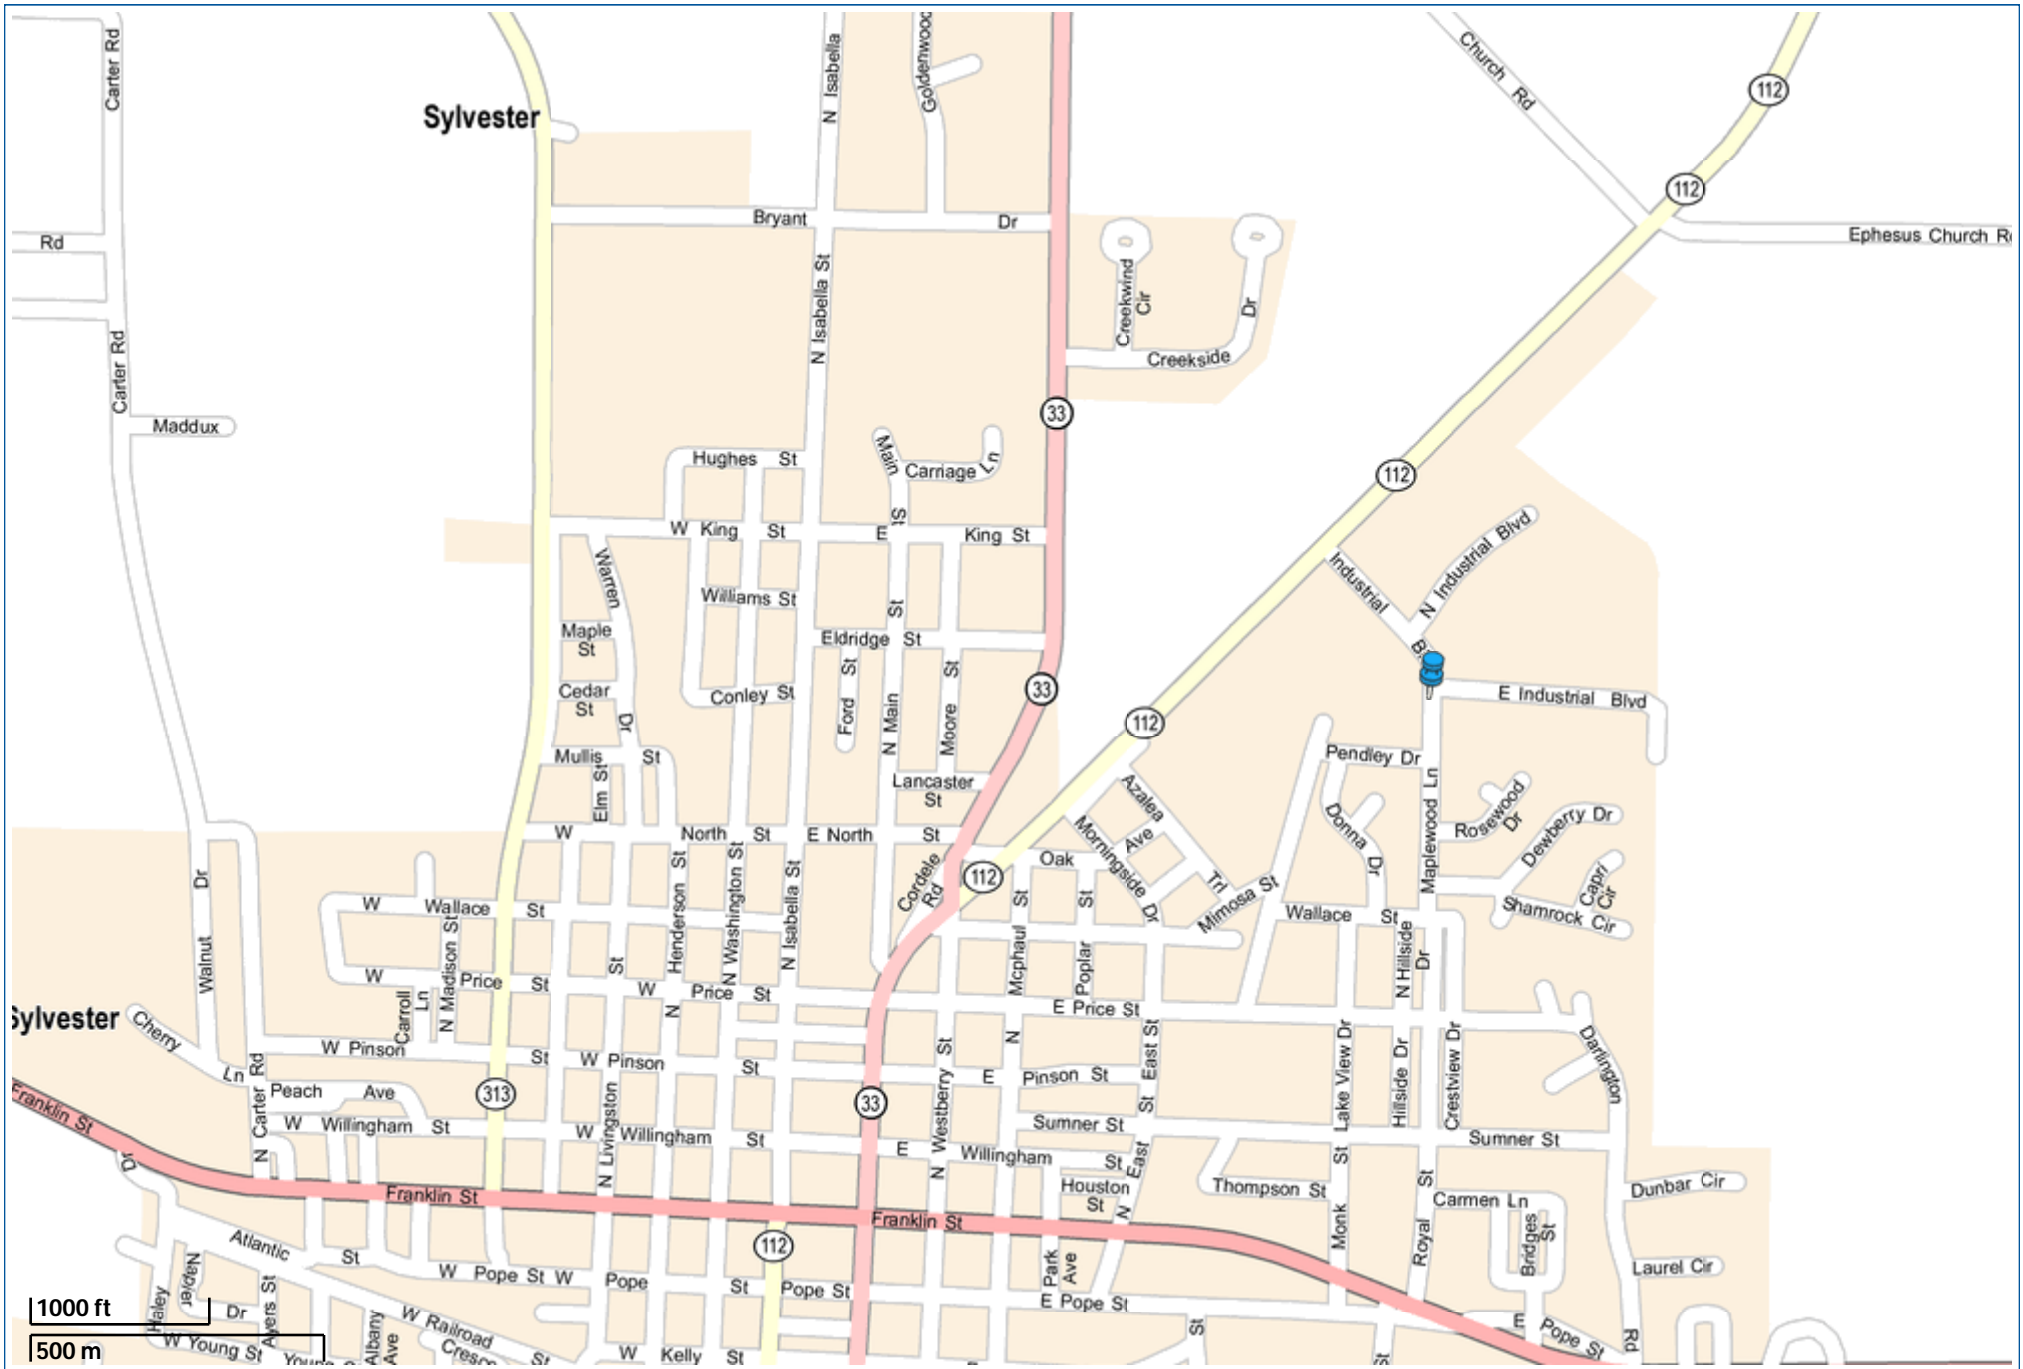 Carter Rd
N Isabella
Goldenwood
Church Rd
112
Sylvester
112
Bryant Dr
Rd
Ephesus Church R
N Isabella St
Creekwind Cir
Dr
Creekside
Carter Rd
33
Maddux
Main
Carriage Ln
Hughes St
112
St
W King St
E King St
N Industrial Blvd
Industrial
Warren
Williams St
St
Maple St
Eldridge St
Cedar St
Conley St
Ford St
N Main
Moore St
33
E Industrial Blvd
Dr
112
Mullis St
Elm St
Pendley Dr
Lancaster St
Azalea
Maplewood Ln
Rosewood Dr
Dewberry Dr
Donna Dr
W North St
E North St
Morningside Dr
Ave
Oak
Cordele Rd
112
Trl
Mimosa St
Capri Cir
Shamrock Cir
Walnut Dr
W Wallace St
Wallace St
N Madison St
Henderson St
N Washington St
N Isabella St
N Hillside Dr
Mcphaul St
Poplar St
St
W Price St
W Price St
E Price St
Carroll Ln
N
N
Sylvester
Cherry Ln
W Pinson St
W Pinson St
E Pinson St
East St
Lake View Dr
Hillside Dr
Crestview Dr
Darlington
Peach Ave
313
33
N Carter Rd
W Willingham St
W Willingham St
E Willingham St
N Livingston
N Westberry St
Sumner St
Sumner St
N East St
Franklin St
Dr
Franklin St
Franklin St
Houston St
Thompson St
Monk St
Royal St
Carmen Ln
Bridges St
Dunbar Cir
Laurel Cir
Atlantic St
112
W Pope St
W Pope St
Pope St
E Pope St
Park Ave
Napier Dr
Haley
Ayers St
Albany Ave
W Railroad St
Cresco
W Young St
Young
W Kelly St
St
St
E Pope St
Rd
1000 ft
500 m